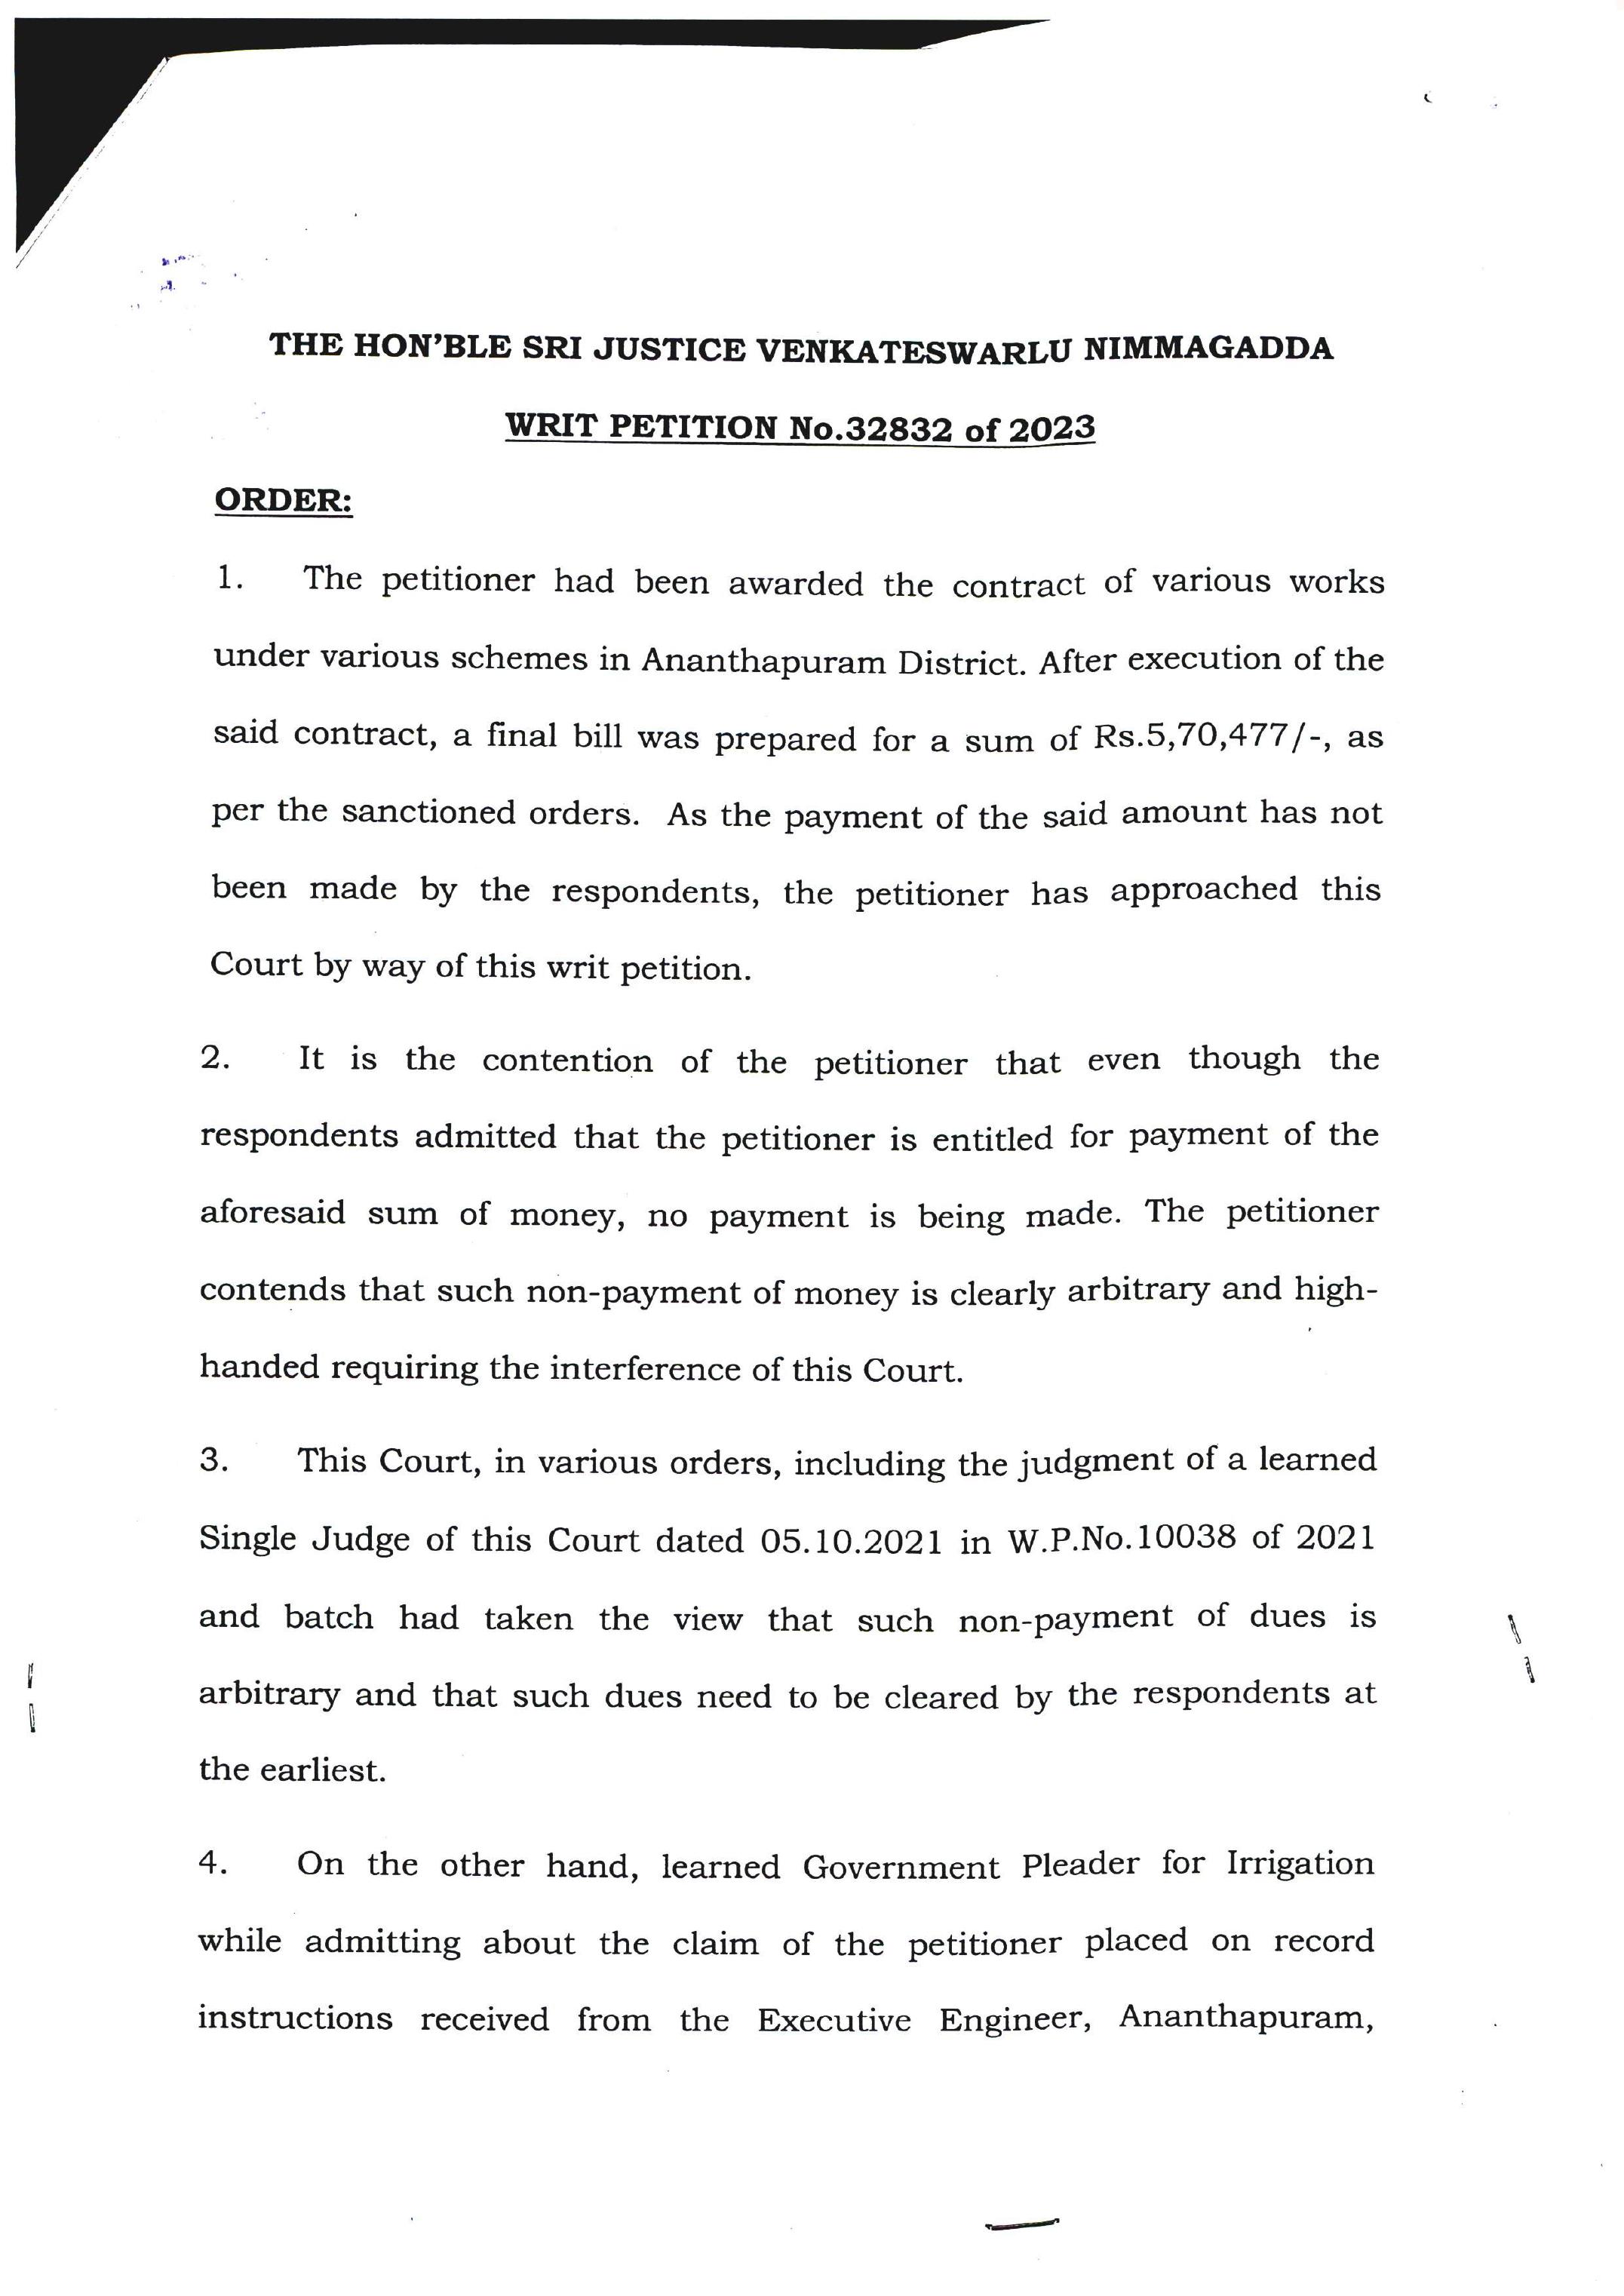 THE HON'BLE SRI JUSTICE VENKATESWARLU NIMMAGADDA
WRIT PETITION No.32832 of 2023
ORDER:
1. The petitioner had been awarded the contract of various works
under various schemes in Ananthapuram District. After execution of the
said contract, a final bill was prepared for a sum of Rs.5,70,477/-, as
per the sanctioned orders. As the payment of the said amount has not
been made by the respondents, the petitioner has approached this
Court by way of this writ petition.
2. It is the contention of the petitioner that even though the
respondents admitted that the petitioner is entitled for payment of the
aforesaid sum of money, no payment is being made. The petitioner
contends that such non-payment of money is clearly arbitrary and high-
handed requiring the interference of this Court.
3. This Court, in various orders, including the judgment of a learned
Single Judge of this Court dated 05.10.2021 in W.P.No.10038 of 2021
and batch had taken the view that such non-payment of dues is
arbitrary and that such dues need to be cleared by the respondents at
the earliest.
4. On the other hand, learned Government Pleader for Irrigation
while admitting about the claim of the petitioner placed on record
instructions received from the Executive Engineer, Ananthapuram,